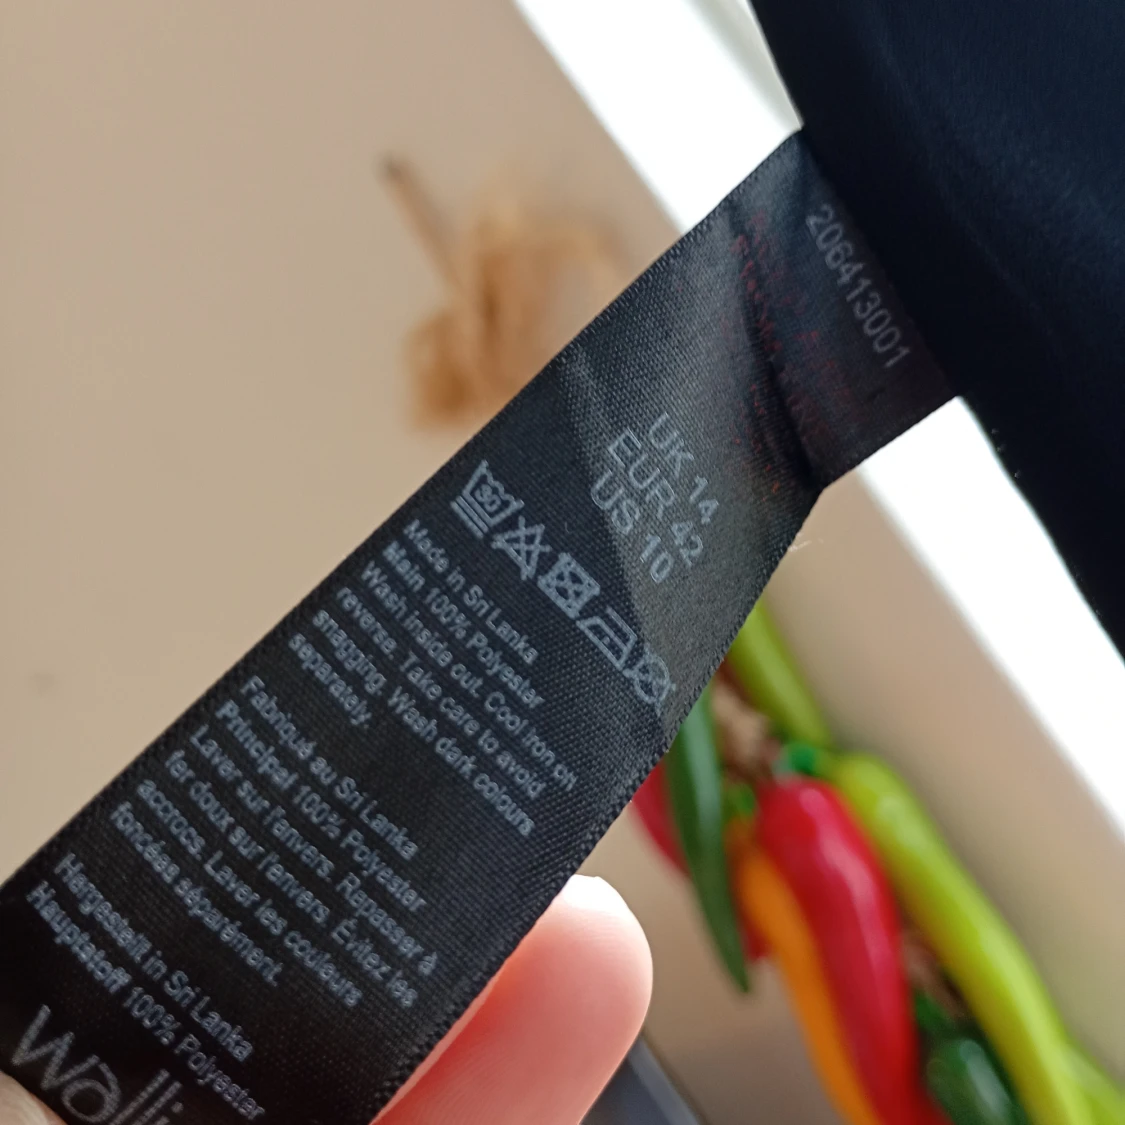 206413001
UK 14
EUR 42
US 10
30
Made in Sri Lanka
Main 100% Polyester
Wash inside out. Cool iron on
reverse. Take care to avoid
snagging. Wash dark colours
separately.
Fabriqué au Sri Lanka
Principal 100% Polyester
Laver sur l'envers. Repasser à
fer doux sur l'envers. Évitez les
accrocs. Laver les couleurs
foncées séparément.
Hergestellt in Sri Lanka
Hauptstoff 100% Polyester
Walli